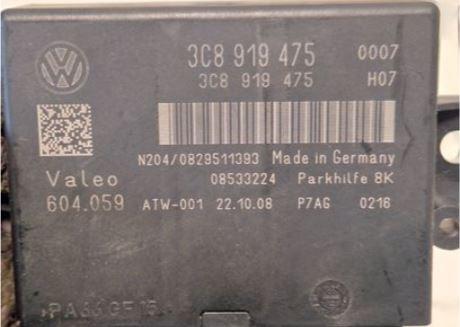 3C8 919 475 0007
3C8 919 475 H07
N204/0829511393 Made in Germany
Valeo 08533224 Parkhilfe 8K
604.059 ATW-001 22.10.08 P7AG 0216
>PA66GF15<